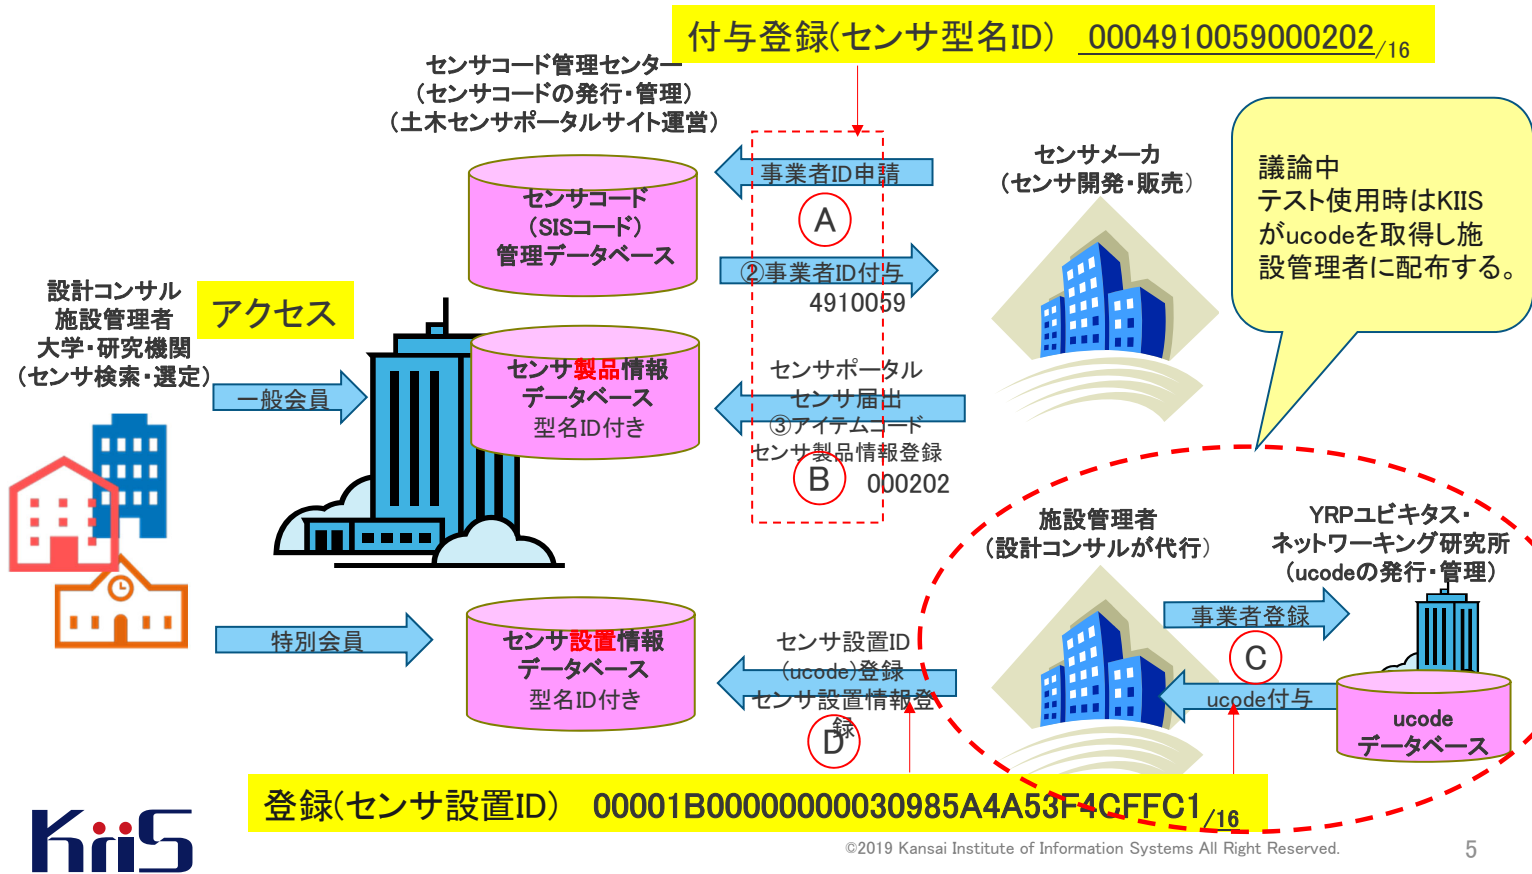 付与登録(センサ型名ID) 0004910059000202/16
センサコード管理センター
(センサコードの発行・管理)
(土木センサポータルサイト運営)
センサコード
(SISコード)
管理データベース
事業者ID申請
A
②事業者ID付与
4910059
センサメーカ
(センサ開発・販売)
議論中
テスト使用時はKIIS
がucodeを取得し施
設管理者に配布する。
設計コンサル
施設管理者
大学・研究機関
(センサ検索・選定)
アクセス
一般会員
センサ製品情報
データベース
型名ID付き
センサポータル
センサ届出
③アイテムコード
センサ製品情報登録
B
000202
施設管理者
(設計コンサルが代行)
YRPユビキタス・
ネットワーキング研究所
(ucodeの発行・管理)
事業者登録
C
ucode付与
ucode
データベース
特別会員
センサ設置情報
データベース
型名ID付き
センサ設置ID
(ucode)登録
センサ設置情報登
録
D
登録(センサ設置ID) 00001B00000000030985A4A53F4CFFC1/16
KiiS
©2019 Kansai Institute of Information Systems All Right Reserved.
5